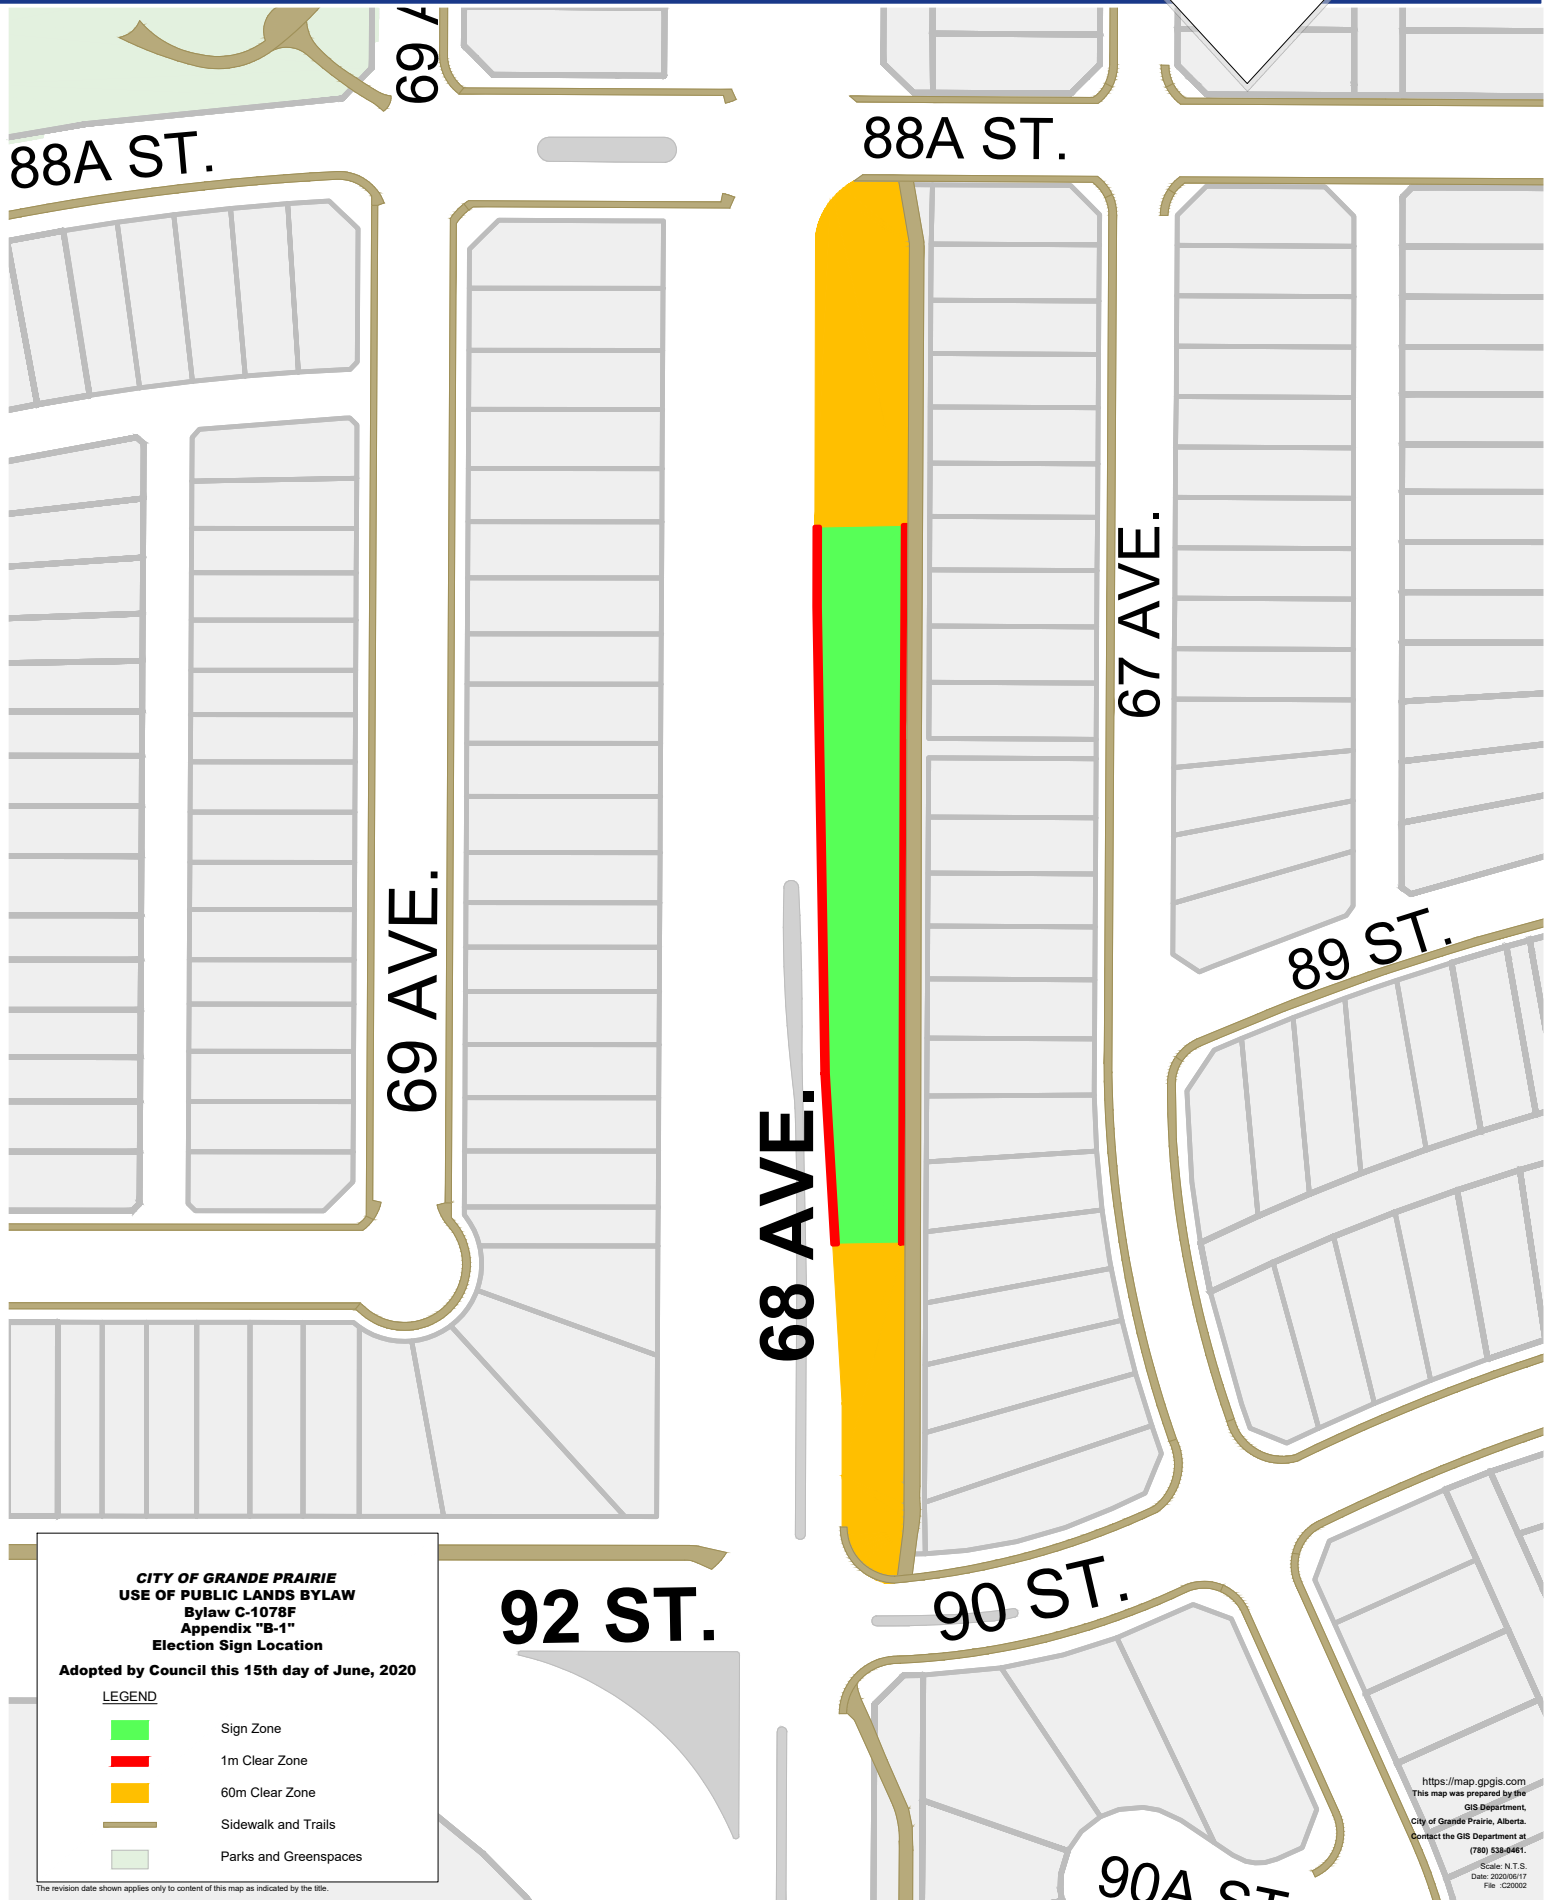 69 A
88A ST.
88A ST.
67 AVE.
69 AVE.
89 ST.
68 AVE.
90 ST.
92 ST.
90A ST
CITY OF GRANDE PRAIRIE
USE OF PUBLIC LANDS BYLAW
Bylaw C-1078F
Appendix "B-1"
Election Sign Location
Adopted by Council this 15th day of June, 2020
LEGEND
Sign Zone
1m Clear Zone
60m Clear Zone
Sidewalk and Trails
Parks and Greenspaces
The revision date shown applies only to content of this map as indicated by the title.
https://map.gpgis.com
This map was prepared by the
GIS Department,
City of Grande Prairie, Alberta.
Contact the GIS Department at
(780) 538-0461.
Scale: N.T.S.
Date: 2020/06/17
File :C20002